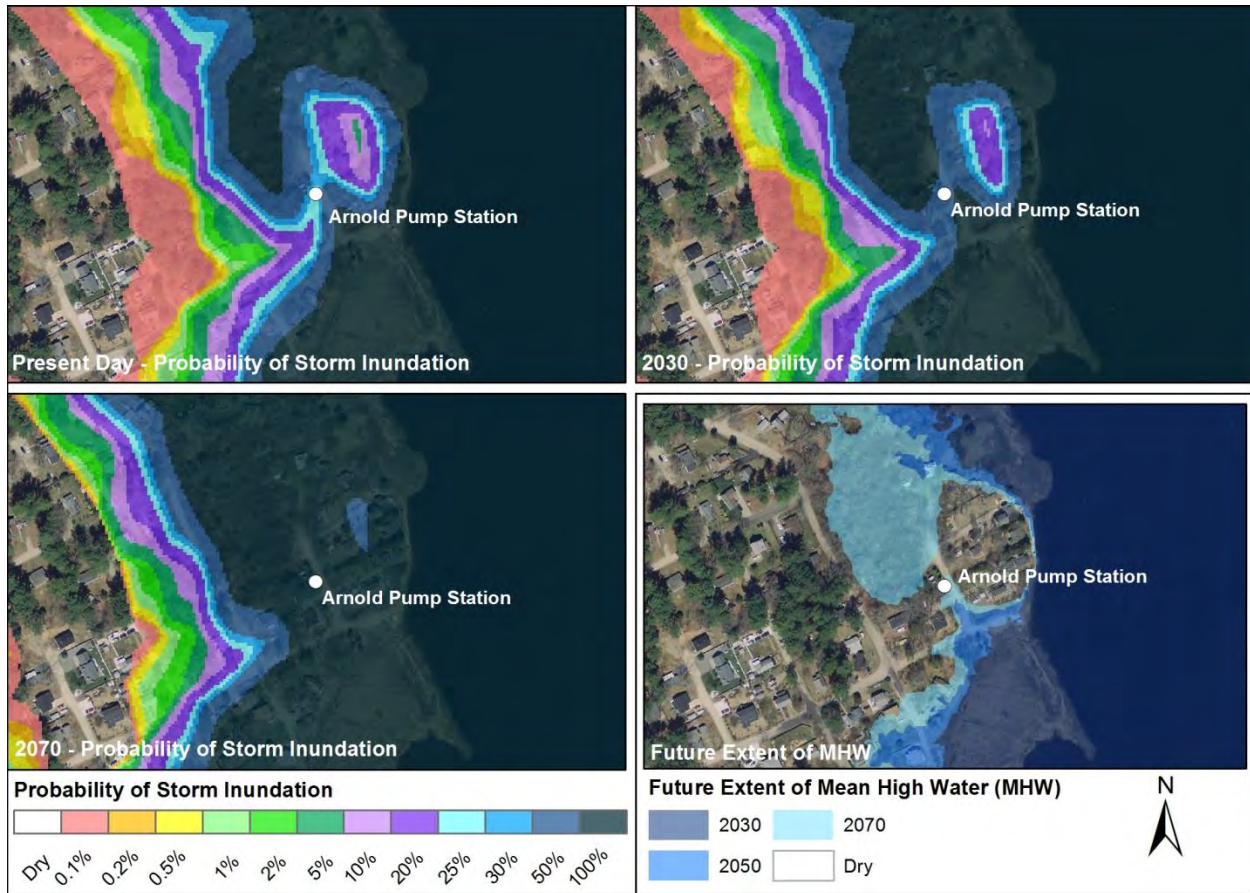 Arnold Pump Station
Present Day - Probability of Storm Inundation
Arnold Pump Station
2030 - Probability of Storm Inundation
Arnold Pump Station
2070 - Probability of Storm Inundation
Arnold Pump Station
Future Extent of MHW
Probability of Storm Inundation
Dry 0.1% 0.2% 0.5% 1% 2% 5% 10% 20% 25% 30% 50% 100%
Future Extent of Mean High Water (MHW)
2030 2070
2050 Dry
N